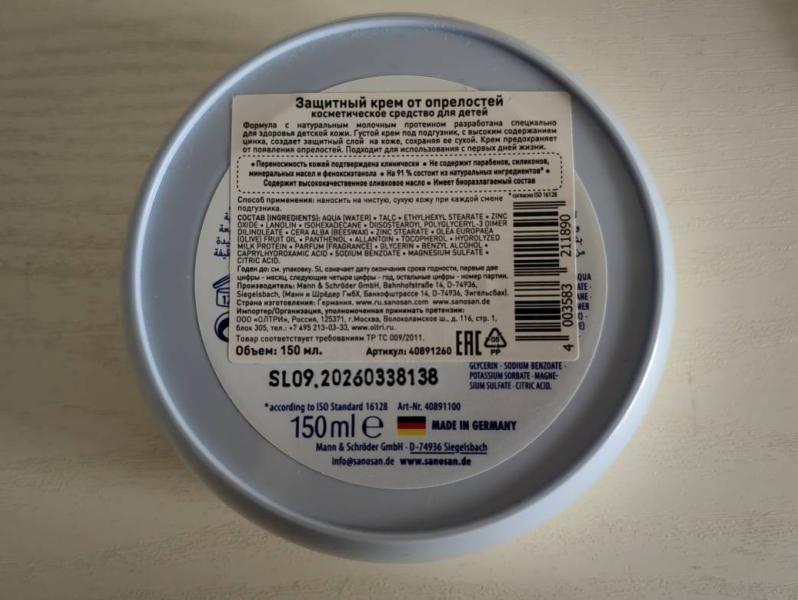 Защитный крем от опрелостей
косметическое средство для детей
Формула с натуральным молочным протеином разработана специально
для здоровья детской кожи. Густой крем под подгузник, с высоким содержанием
цинка, создает защитный слой на коже, сохраняя ее сухой. Крем предохраняет
от появления опрелостей. Подходит для использования с первых дней жизни.
• Переносимость кожей подтверждена клинически • Не содержит парабенов, силиконов,
минеральных масел и феноксиэтанола • На 91 % состоит из натуральных ингредиентов* •
Содержит высококачественное оливковое масло • Имеет биоразлагаемый состав
*согласно ISO 16128
Способ применения: наносить на чистую, сухую кожу при каждой смене
подгузника.
СОСТАВ (INGREDIENTS): AQUA (WATER) • TALC • ETHYLHEXYL STEARATE • ZINC
OXIDE • LANOLIN • ISOHEXADECANE • DIISOSTEAROYL POLYGLYCERYL-3 DIMER
DILINOLEATE • CERA ALBA (BEESWAX) • ZINC STEARATE • OLEA EUROPAEA
(OLIVE) FRUIT OIL • PANTHENOL • ALLANTOIN • TOCOPHEROL • HYDROLYZED
MILK PROTEIN • PARFUM (FRAGRANCE) • GLYCERIN • BENZYL ALCOHOL •
CAPRYLHYDROXAMIC ACID • SODIUM BENZOATE • MAGNESIUM SULFATE •
CITRIC ACID.
Годен до: см. упаковку. SL означает дату окончания срока годности, первые две
цифры - месяц, следующие четыре цифры - год, остальные цифры - номер партии.
Производитель: Mann & Schröder GmbH, Bahnhofstraße 14, D-74936,
Siegelsbach, (Манн и Шрёдер ГмбХ, Банхофштрассе 14, D-74936, Зигельсбах).
Страна изготовления: Германия. www.ru.sanosan.com www.sanosan.de
Импортер/Организация, уполномоченная принимать претензии:
ООО «ОЛТРИ», Россия, 125371, г.Москва, Волоколамское ш., д. 116, стр. 1,
блок 305, тел.: +7 495 213-03-33, www.oltri.ru.
Товар соответствует требованиям ТР ТС 009/2011.
Объем: 150 мл. Артикул: 40891260
EAC
05
PP
4 003583 211890
GLYCERIN · SODIUM BENZOATE ·
POTASSIUM SORBATE · MAGNE-
SIUM SULFATE · CITRIC ACID.
SL09.20260338138
*according to ISO Standard 16128 Art-Nr. 40891100
150 ml e MADE IN GERMANY
Mann & Schröder GmbH · D-74936 Siegelsbach
info@sanosan.de www.sanosan.de